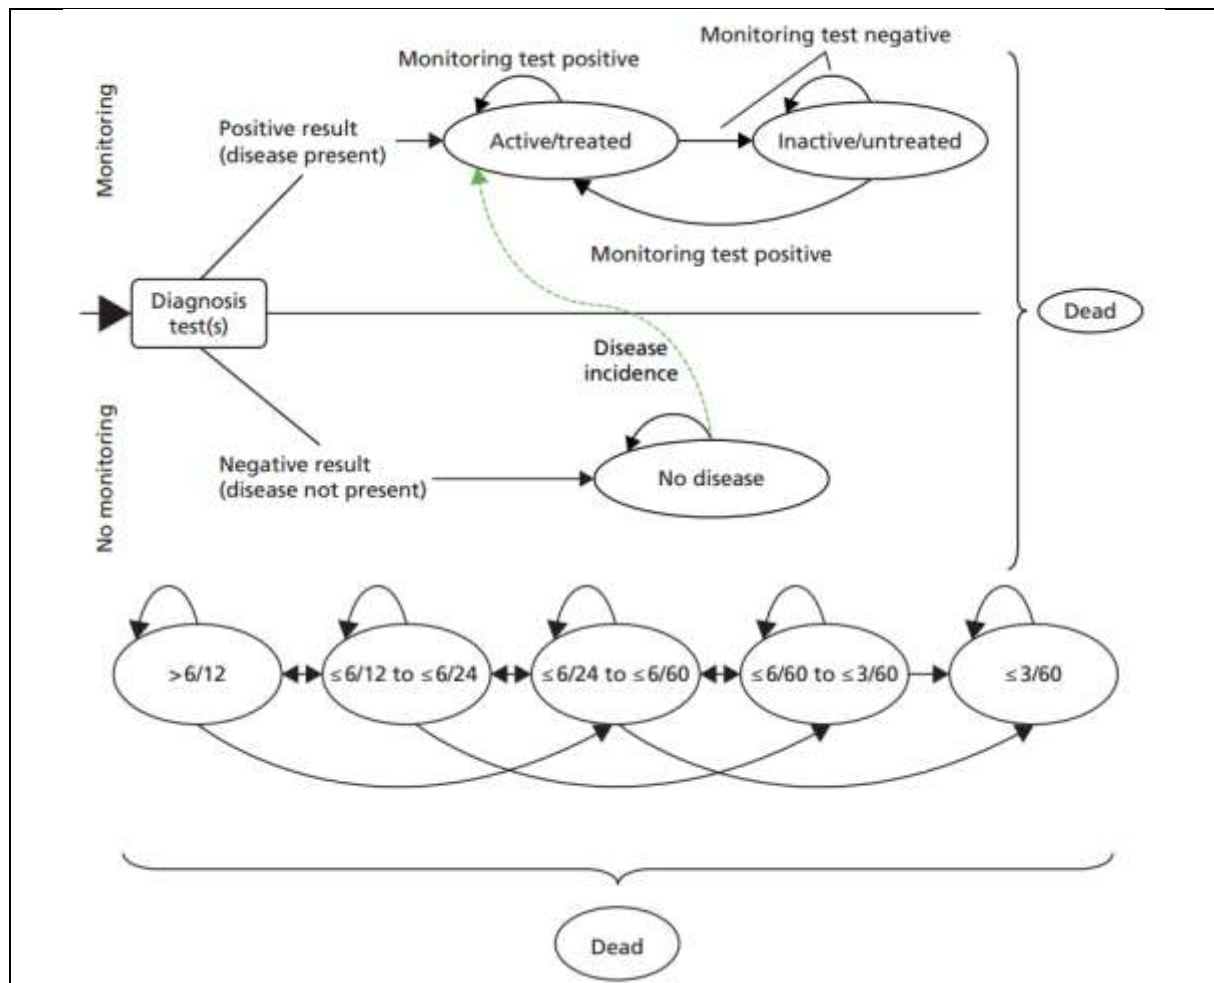 Monitoring test negative
Monitoring test positive
Monitoring
Positive result
(disease present)
Active/treated
Inactive/untreated
Monitoring test positive
Diagnosis
test(s)
Dead
Disease
incidence
No monitoring
Negative result
(disease not present)
No disease
>6/12
≤6/12 to ≤6/24
≤6/24 to ≤6/60
≤6/60 to ≤3/60
≤3/60
Dead